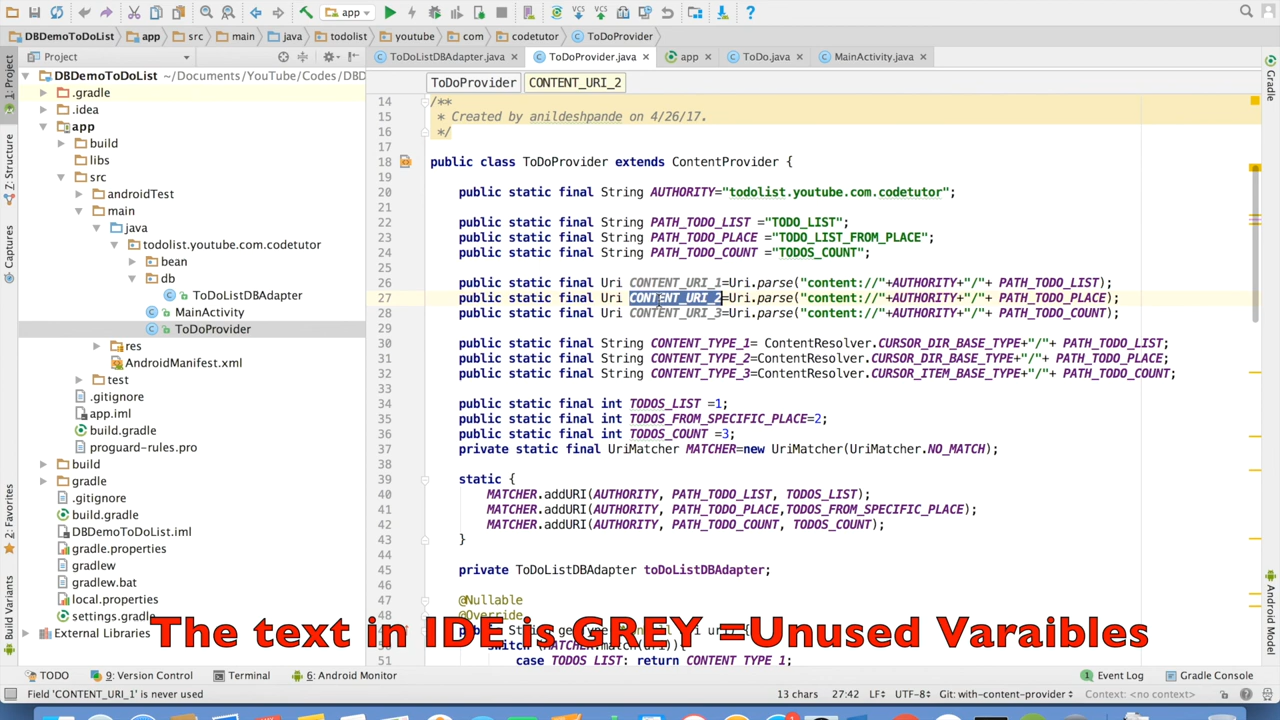 app
DBDemoToDoList
app
src
main
java
todolist
youtube
com
codetutor
ToDoProvider
Project
ToDoListDBAdapter.java
ToDoProvider.java
app
ToDo.java
MainActivity.java
1: Project
Z: Structure
Captures
2: Favorites
Build Variants
DBDemoToDoList ~/Documents/YouTube/Codes/DBD
.gradle
.idea
app
build
libs
src
androidTest
main
java
todolist.youtube.com.codetutor
bean
db
ToDoListDBAdapter
MainActivity
ToDoProvider
res
AndroidManifest.xml
test
.gitignore
app.iml
build.gradle
proguard-rules.pro
build
gradle
.gitignore
build.gradle
DBDemoToDoList.iml
gradle.properties
gradlew
gradlew.bat
local.properties
settings.gradle
External Libraries
ToDoProvider CONTENT_URI_2
14 /**
15 * Created by anildeshpande on 4/26/17.
16 */
17
18 public class ToDoProvider extends ContentProvider {
19
20 public static final String AUTHORITY="todolist.youtube.com.codetutor";
21
22 public static final String PATH_TODO_LIST ="TODO_LIST";
23 public static final String PATH_TODO_PLACE ="TODO_LIST_FROM_PLACE";
24 public static final String PATH_TODO_COUNT ="TODOS_COUNT";
25
26 public static final Uri CONTENT_URI_1=Uri.parse("content://"+AUTHORITY+"/"+ PATH_TODO_LIST);
27 public static final Uri CONTENT_URI_2=Uri.parse("content://"+AUTHORITY+"/"+ PATH_TODO_PLACE);
28 public static final Uri CONTENT_URI_3=Uri.parse("content://"+AUTHORITY+"/"+ PATH_TODO_COUNT);
29
30 public static final String CONTENT_TYPE_1= ContentResolver.CURSOR_DIR_BASE_TYPE+"/"+ PATH_TODO_LIST;
31 public static final String CONTENT_TYPE_2=ContentResolver.CURSOR_DIR_BASE_TYPE+"/"+ PATH_TODO_PLACE;
32 public static final String CONTENT_TYPE_3=ContentResolver.CURSOR_ITEM_BASE_TYPE+"/"+ PATH_TODO_COUNT;
33
34 public static final int TODOS_LIST =1;
35 public static final int TODOS_FROM_SPECIFIC_PLACE=2;
36 public static final int TODOS_COUNT =3;
37 private static final UriMatcher MATCHER=new UriMatcher(UriMatcher.NO_MATCH);
38
39 static {
40 MATCHER.addURI(AUTHORITY, PATH_TODO_LIST, TODOS_LIST);
41 MATCHER.addURI(AUTHORITY, PATH_TODO_PLACE,TODOS_FROM_SPECIFIC_PLACE);
42 MATCHER.addURI(AUTHORITY, PATH_TODO_COUNT, TODOS_COUNT);
43 }
44
45 private ToDoListDBAdapter toDoListDBAdapter;
46
47 @Nullable
48 @Override
51 case TODOS_LIST: return CONTENT_TYPE_1;
The text in IDE is GREY =Unused Varaibles
Gradle
Android Model
TODO
9: Version Control
Terminal
6: Android Monitor
Event Log
Gradle Console
Field 'CONTENT_URI_1' is never used
13 chars 27:42 LF UTF-8 Git: with-content-provider Context: <no context>